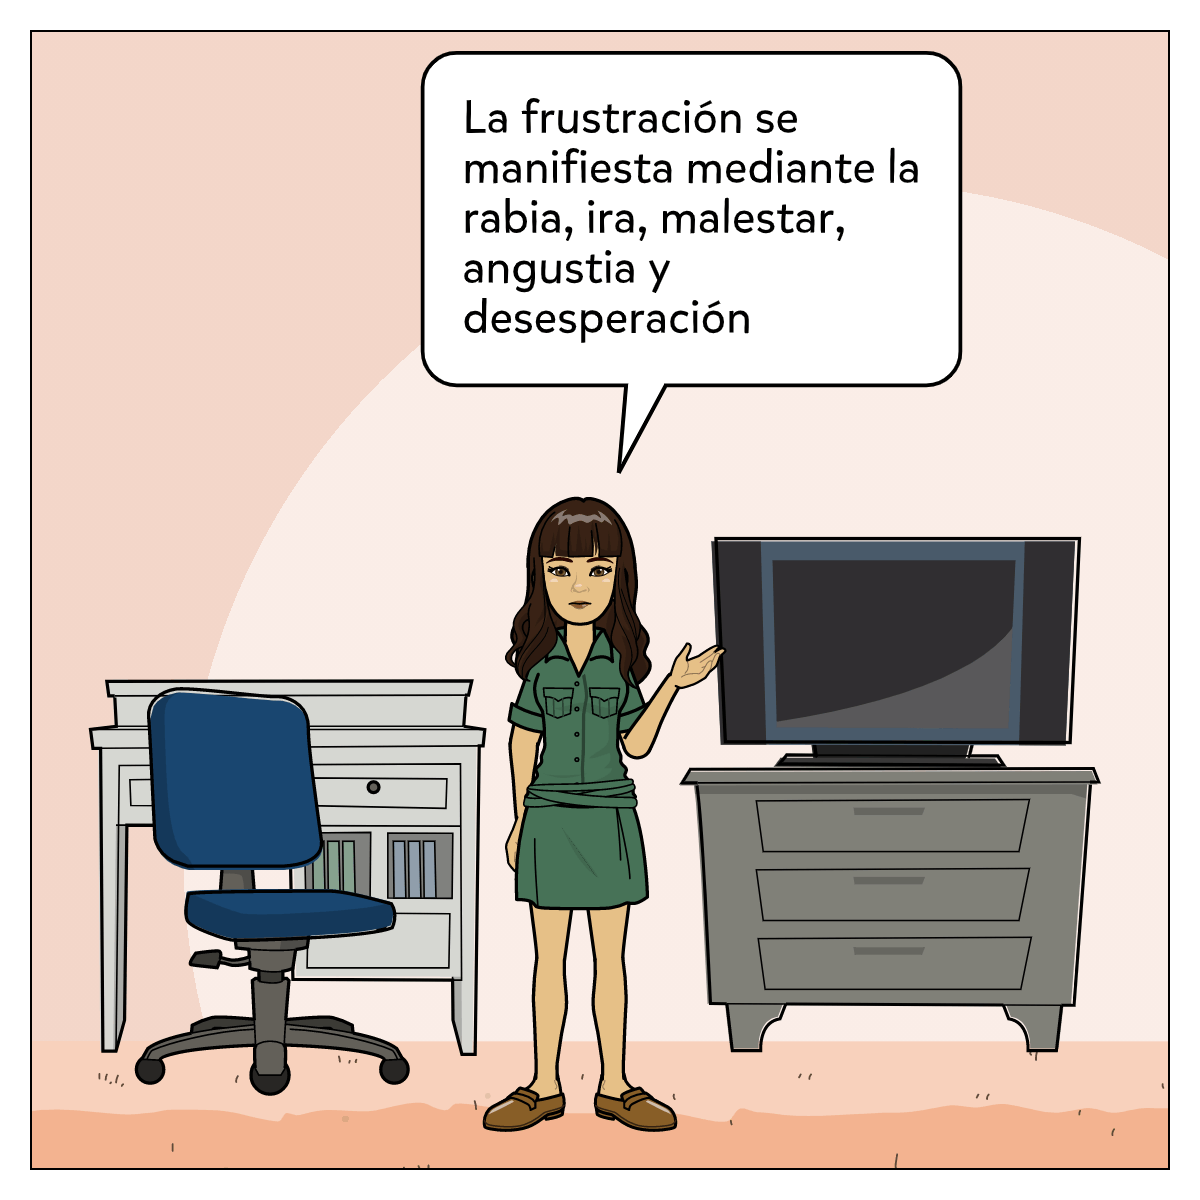 La frustración se
manifiesta mediante la
rabia, ira, malestar,
angustia y
desesperación